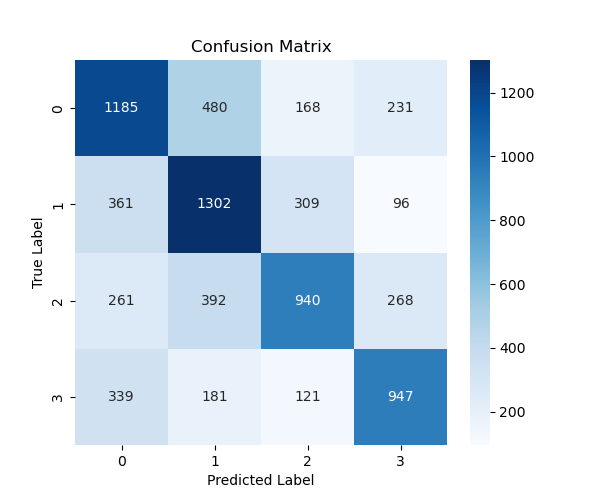 Confusion Matrix
0 1185 480 168 231
1 361 1302 309 96
2 261 392 940 268
3 339 181 121 947
0 1 2 3
Predicted Label
True Label
1200
1000
800
600
400
200